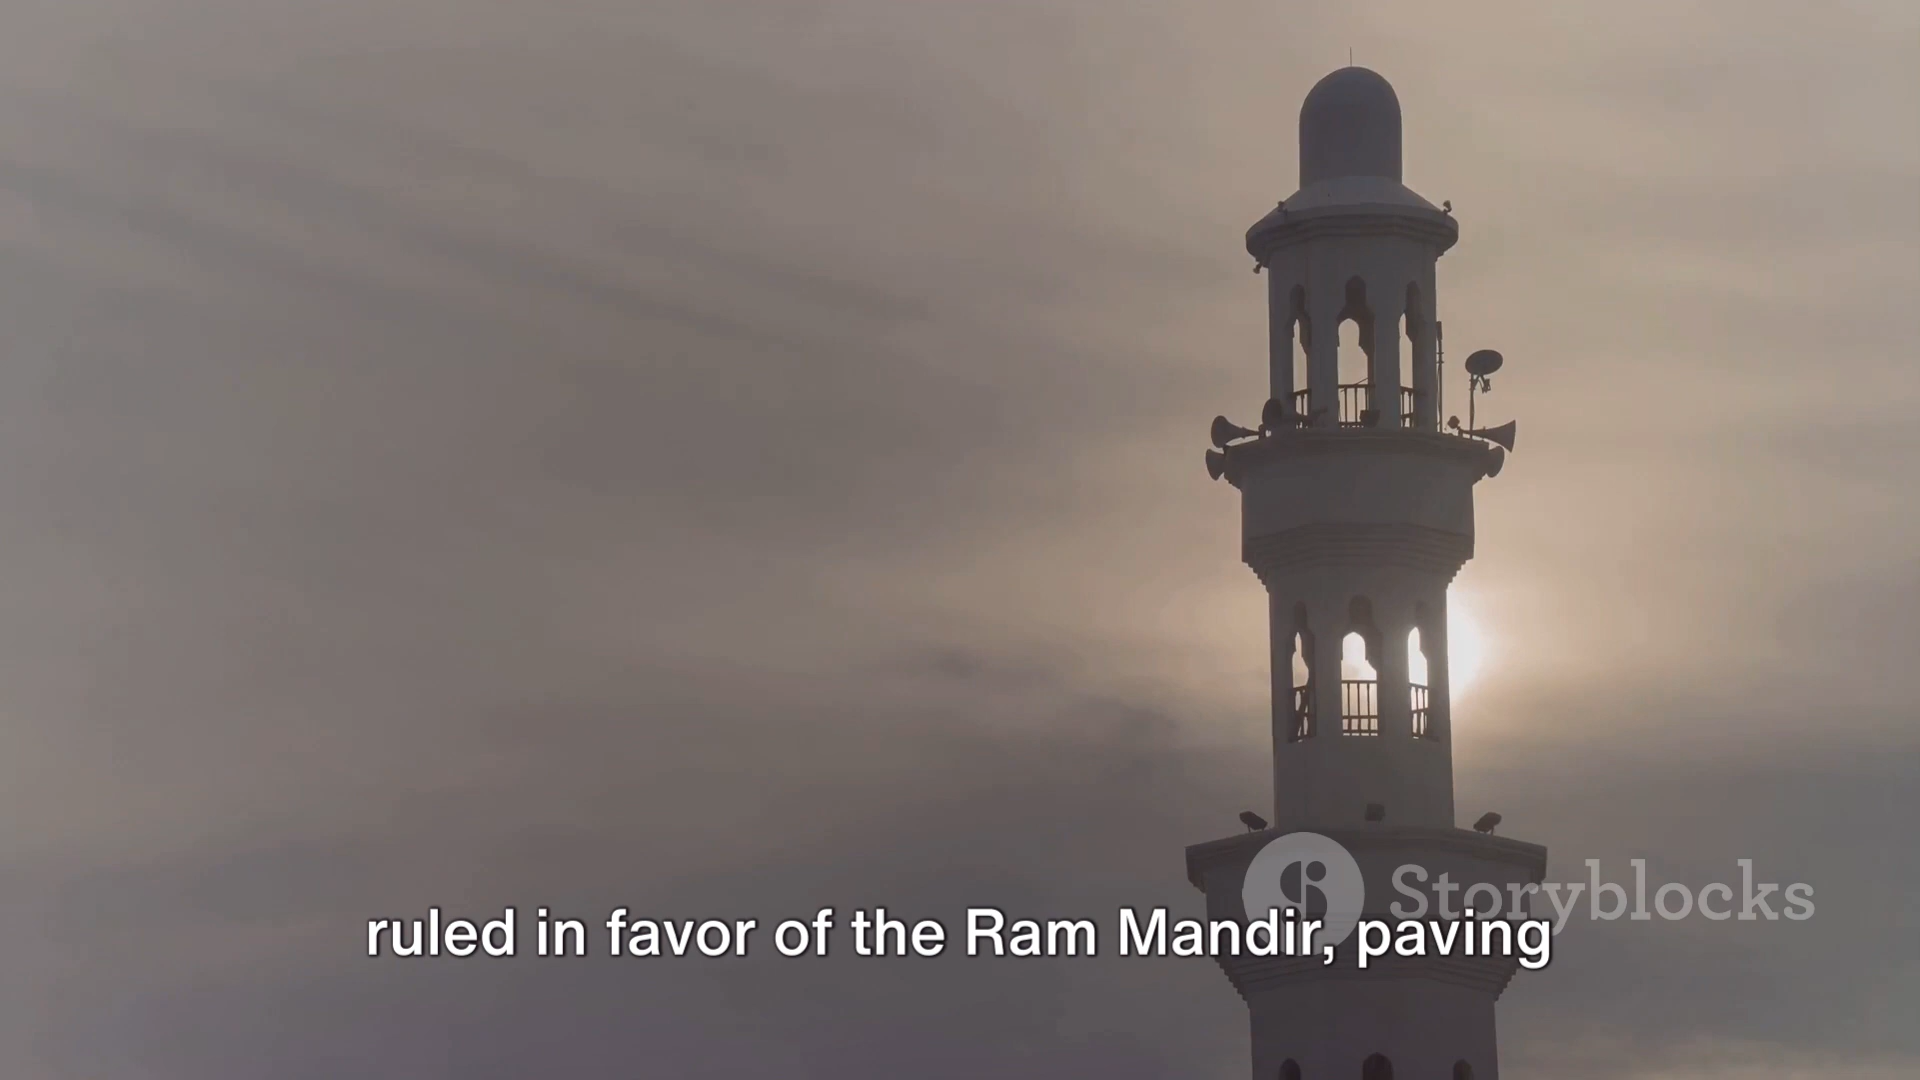 Storyblocks
ruled in favor of the Ram Mandir, paving